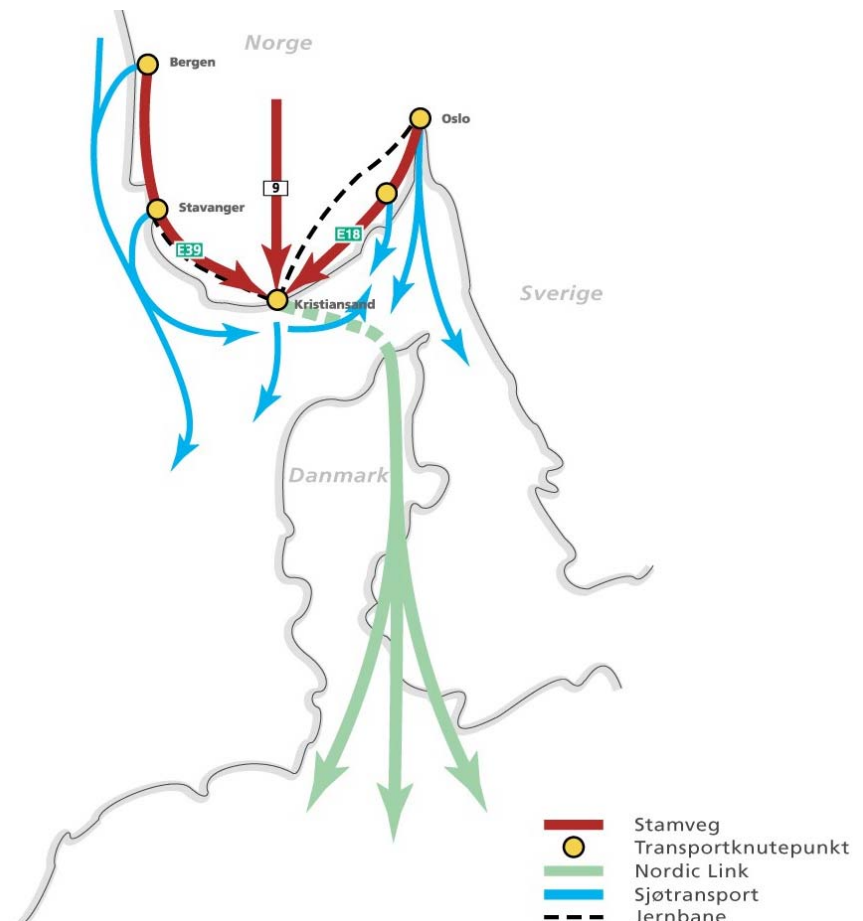 Norge
Bergen
Oslo
9
Stavanger
E39
E18
Kristiansand
Sverige
Danmark
Stamveg
Transportknutepunkt
Nordic Link
Sjøtransport
Jernbane